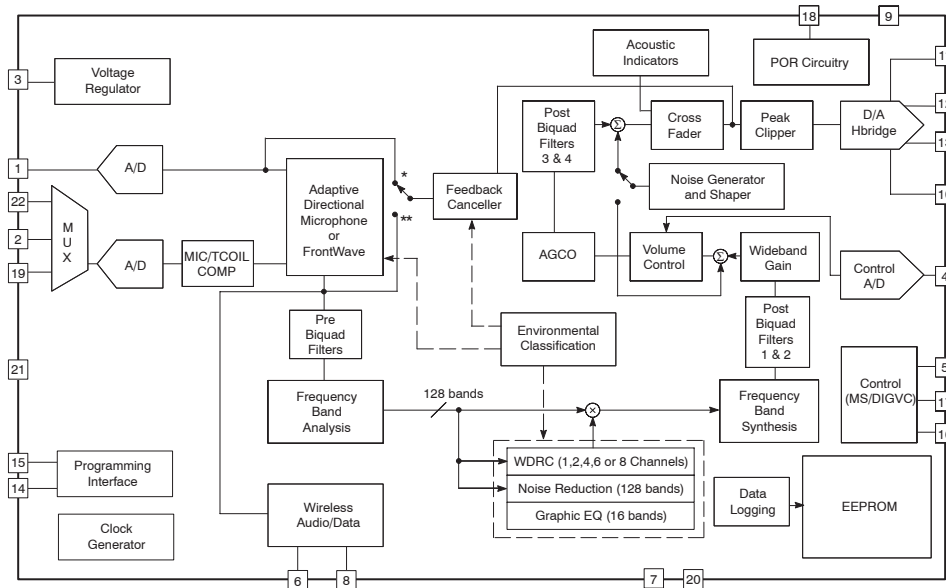 18
9
Acoustic
Indicators
POR Circuitry
3
Voltage
Regulator
Post
Biquad
Filters
3 & 4
Σ
Cross
Fader
Peak
Clipper
D/A
Hbridge
1
A/D
*
Adaptive
Directional
Microphone
or
FrontWave
Feedback
Canceller
Noise Generator
and Shaper
22
2
19
M
U
X
**
A/D
MIC/TCOIL
COMP
AGCO
Volume
Control
Σ
Wideband
Gain
Control
A/D
4
Pre
Biquad
Filters
Environmental
Classification
Post
Biquad
Filters
1 & 2
21
128 bands
Frequency
Band
Analysis
×
Frequency
Band
Synthesis
Control
(MS/DIGVC)
15
14
Programming
Interface
WDRC (1,2,4,6 or 8 Channels)
Noise Reduction (128 bands)
Graphic EQ (16 bands)
Clock
Generator
Wireless
Audio/Data
Data
Logging
EEPROM
6
8
7
20